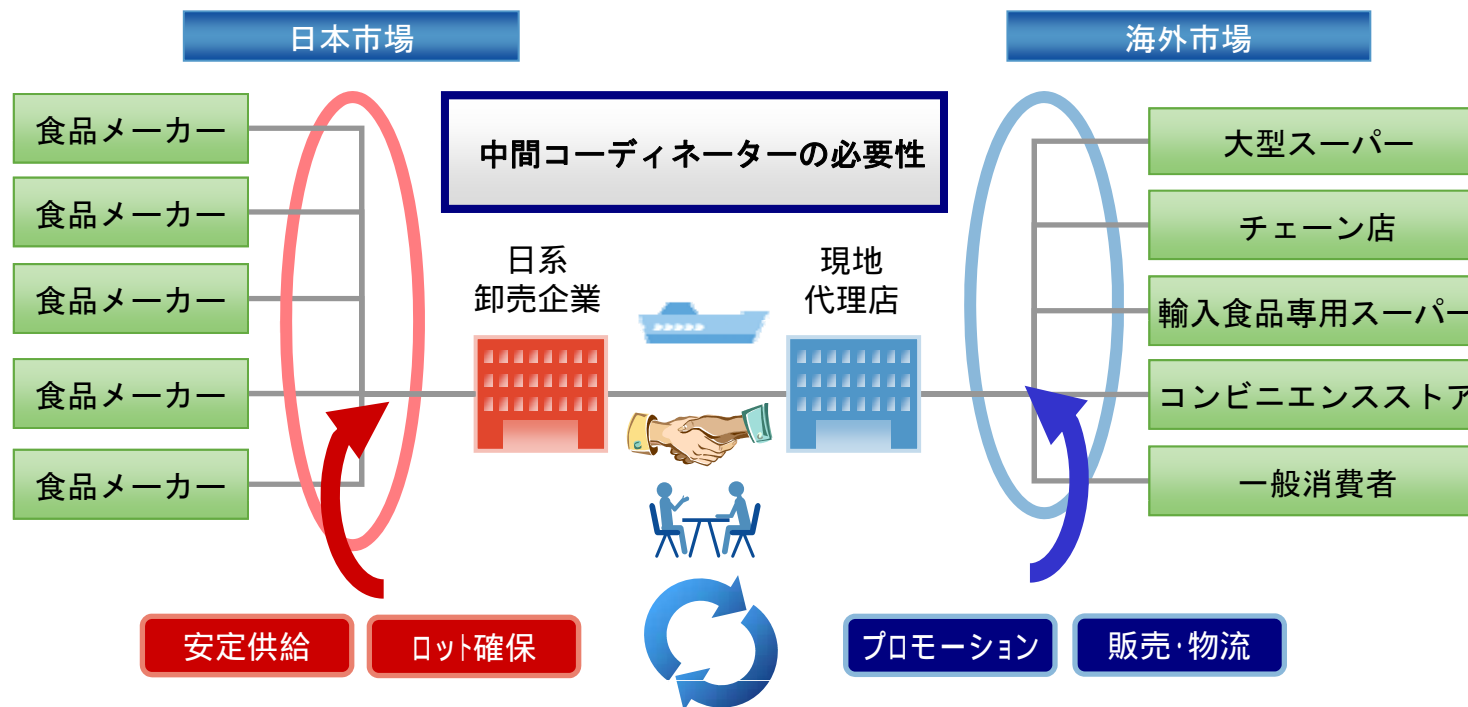 日本市場
海外市場
中間コーディネーターの必要性
食品メーカー
食品メーカー
食品メーカー
食品メーカー
食品メーカー
日系
卸売企業
現地
代理店
大型スーパー
チェーン店
輸入食品専用スーパー
コンビニエンスストア
一般消費者
安定供給
ロット確保
プロモーション
販売・物流